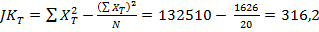 JK_T = ∑ X_T^2 − (∑ X_T)^2 / N = 132510 − 1626 / 20 = 316,2